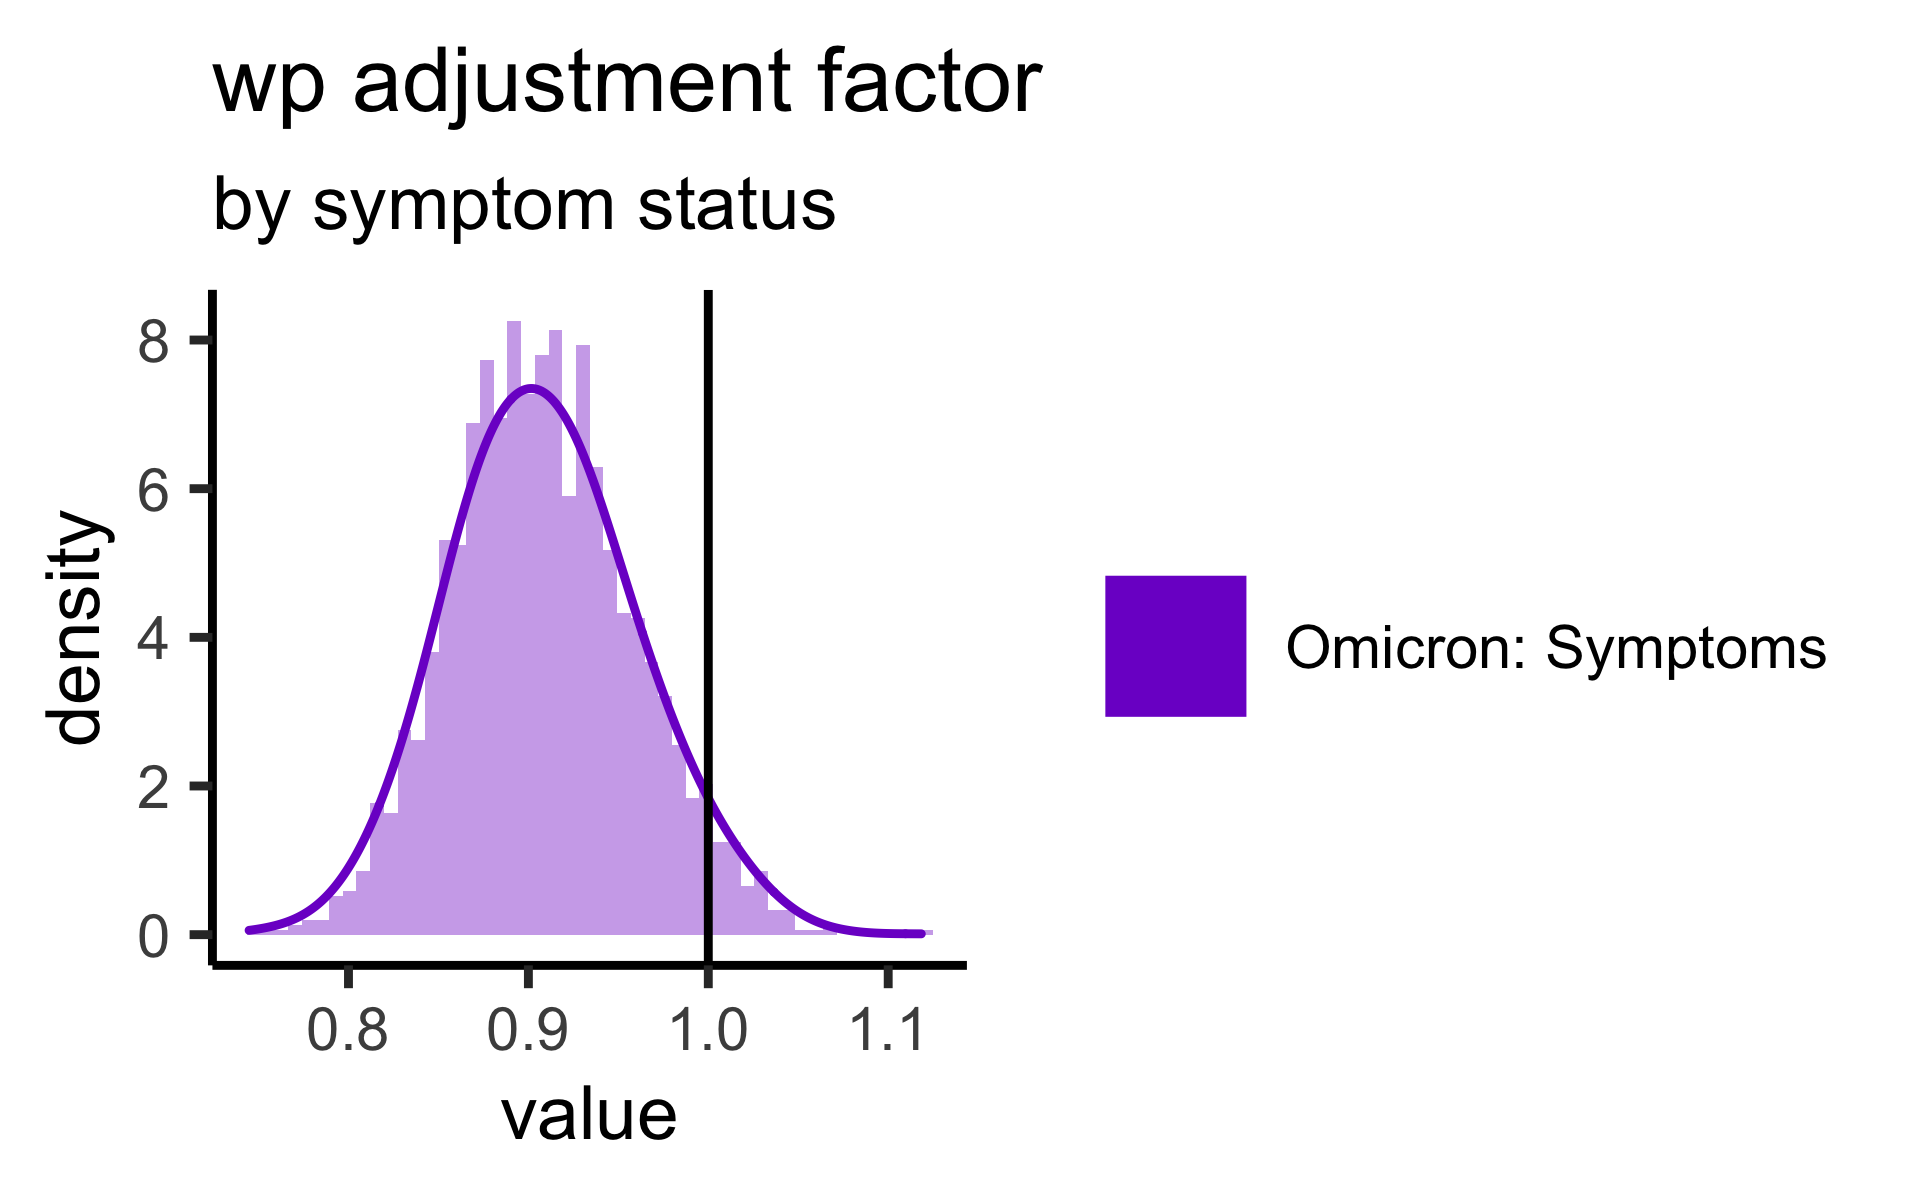 wp adjustment factor
by symptom status
density
8
6
4
2
0
0.8 0.9 1.0 1.1
value
Omicron: Symptoms